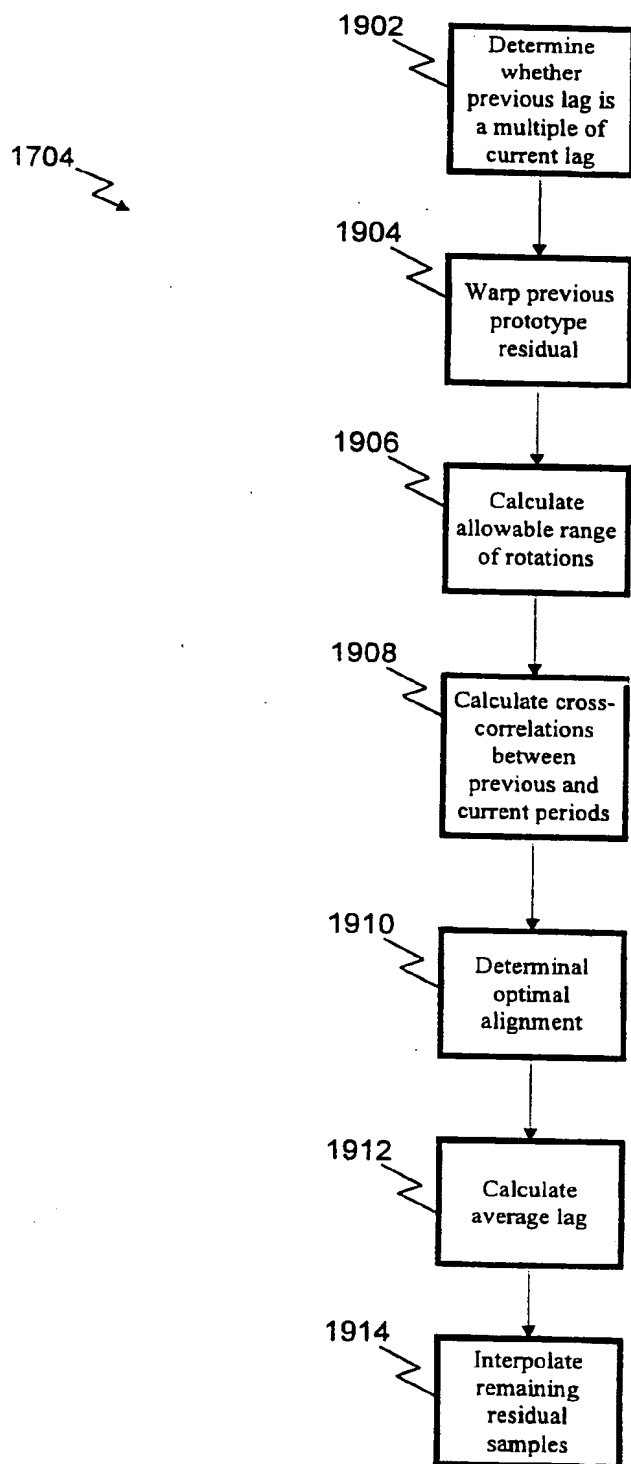 1902
Determine
whether
previous lag is
a multiple of
current lag
1704
1904
Warp previous
prototype
residual
1906
Calculate
allowable range
of rotations
1908
Calculate cross-
correlations
between
previous and
current periods
1910
Determinal
optimal
alignment
1912
Calculate
average lag
1914
Interpolate
remaining
residual
samples